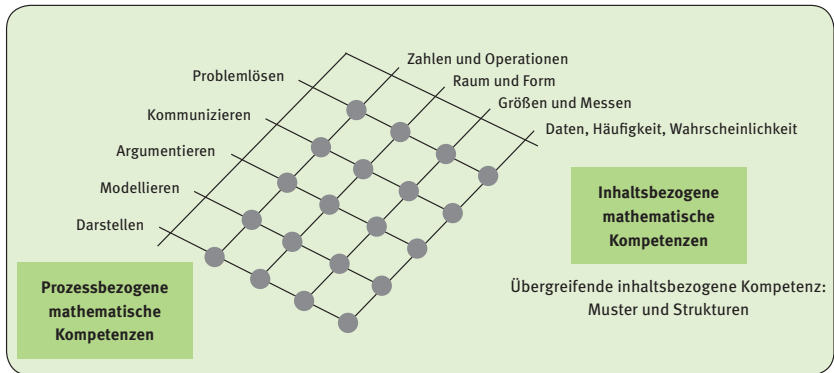 Zahlen und Operationen
Problemlösen
Raum und Form
Größen und Messen
Kommunizieren
Daten, Häufigkeit, Wahrscheinlichkeit
Argumentieren
Modellieren
Darstellen
Inhaltsbezogene
mathematische
Kompetenzen
Prozessbezogene
mathematische
Kompetenzen
Übergreifende inhaltsbezogene Kompetenz:
Muster und Strukturen